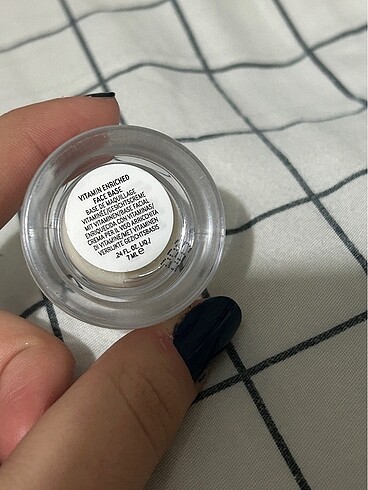 VITAMIN ENRICHED
FACE BASE
BASE DE MAQUILLAGE
VITAMINÉE/GESICHTSCREME
MIT VITAMINEN/BASE FACIAL
ENRIQUECIDA CON VITAMINAS/
CREMA PER IL VISO ARRICCHITA
DI VITAMINE/MET VITAMINEN
VERRIJKTE GEZICHTSBASIS
.24 FL. OZ. LIQ./
7 ML ℮